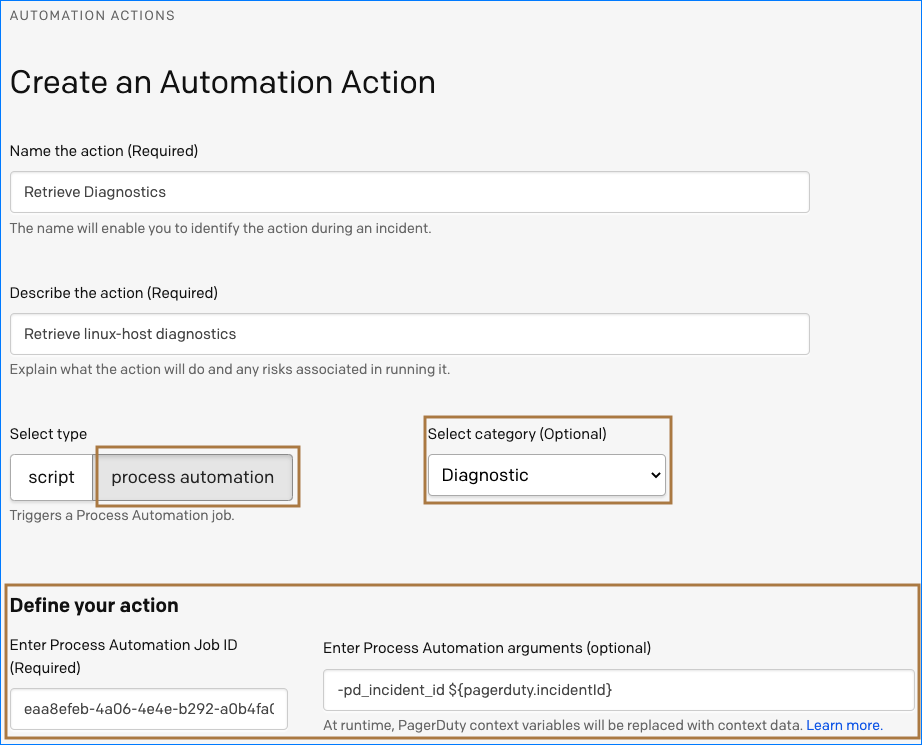 AUTOMATION ACTIONS
Create an Automation Action
Name the action (Required)
Retrieve Diagnostics
The name will enable you to identify the action during an incident.
Describe the action (Required)
Retrieve linux-host diagnostics
Explain what the action will do and any risks associated in running it.
Select type
script
process automation
Triggers a Process Automation job.
Select category (Optional)
Diagnostic
Define your action
Enter Process Automation Job ID
(Required)
eaa8efeb-4a06-4e4e-b292-a0b4fa0
Enter Process Automation arguments (optional)
-pd_incident_id ${pagerduty.incidentId}
At runtime, PagerDuty context variables will be replaced with context data. Learn more.